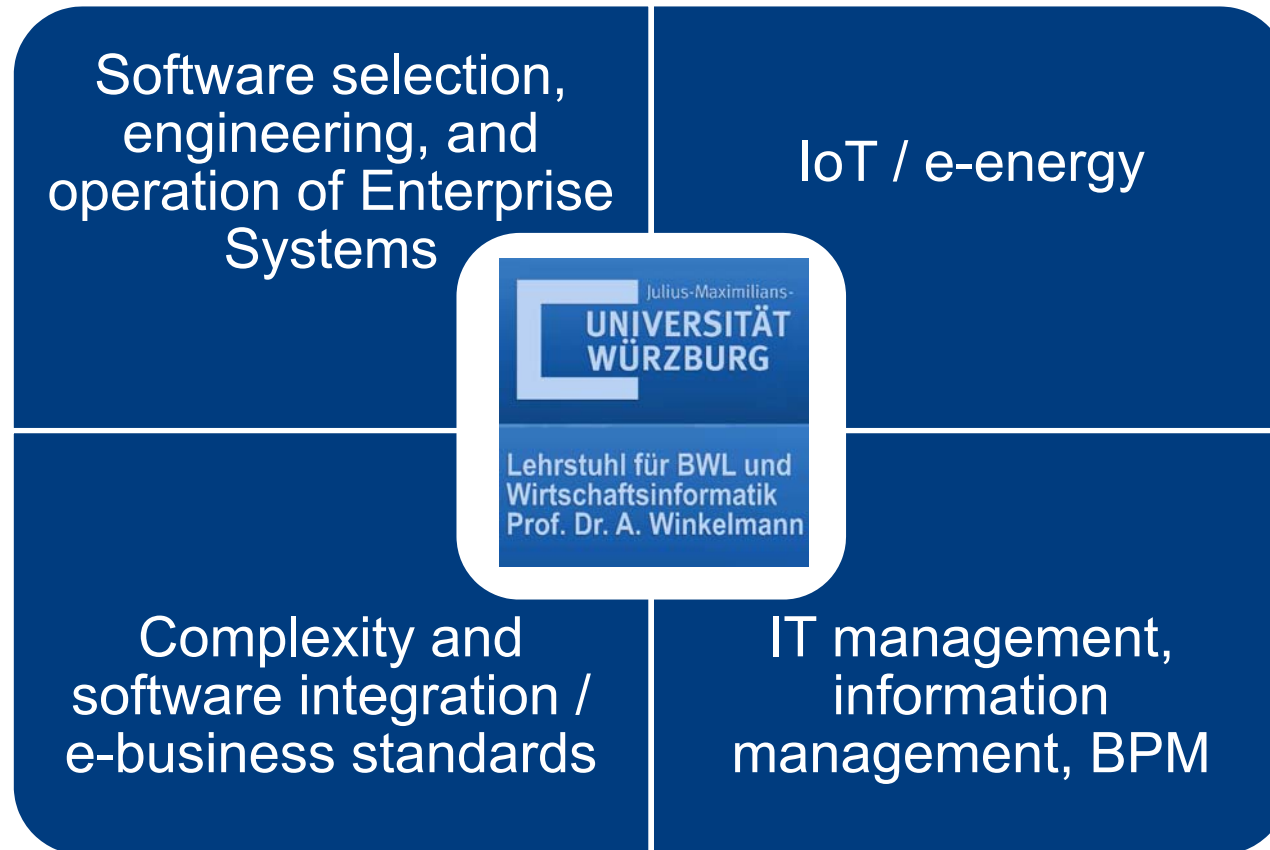 Software selection,
engineering, and
operation of Enterprise
Systems
IoT / e-energy
Julius-Maximilians-
UNIVERSITÄT
WÜRZBURG
Lehrstuhl für BWL und
Wirtschaftsinformatik
Prof. Dr. A. Winkelmann
Complexity and
software integration /
e-business standards
IT management,
information
management, BPM